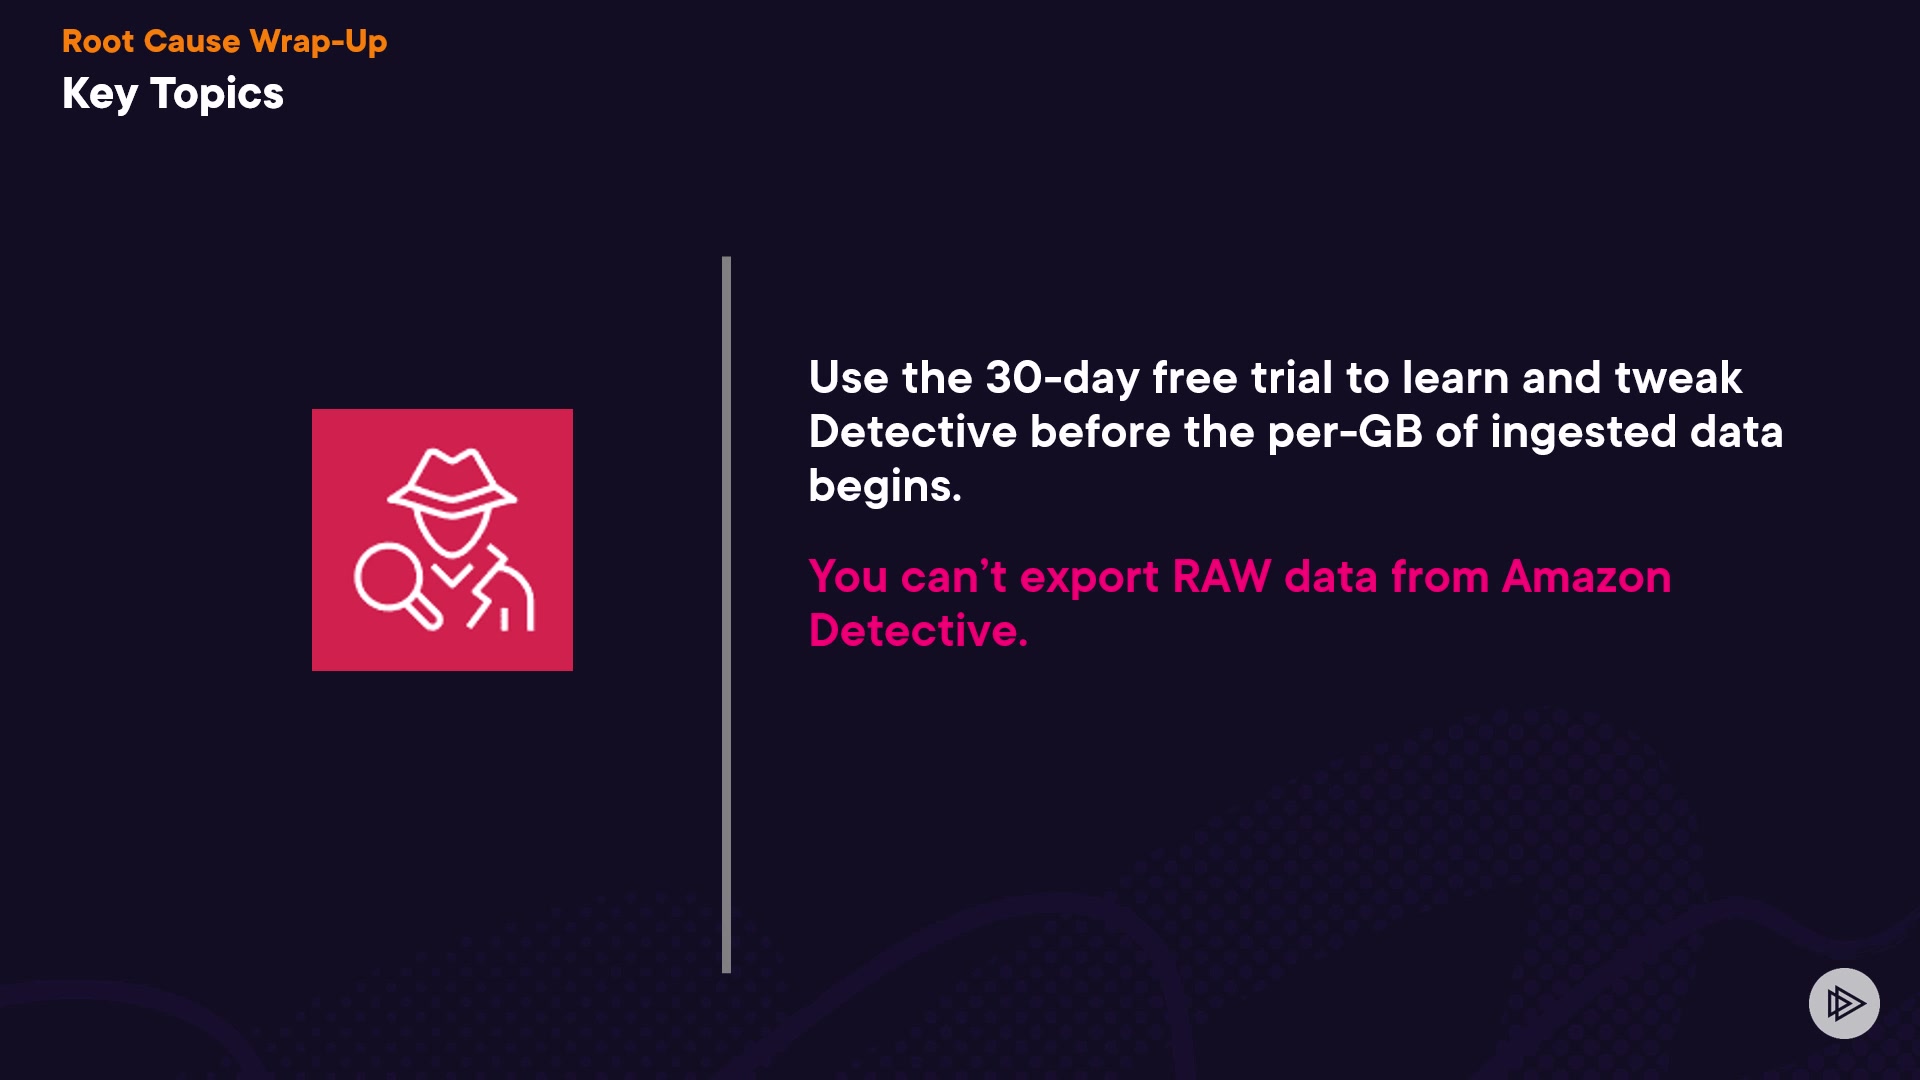 Root Cause Wrap-Up
Key Topics
Use the 30-day free trial to learn and tweak
Detective before the per-GB of ingested data
begins.
You can’t export RAW data from Amazon
Detective.